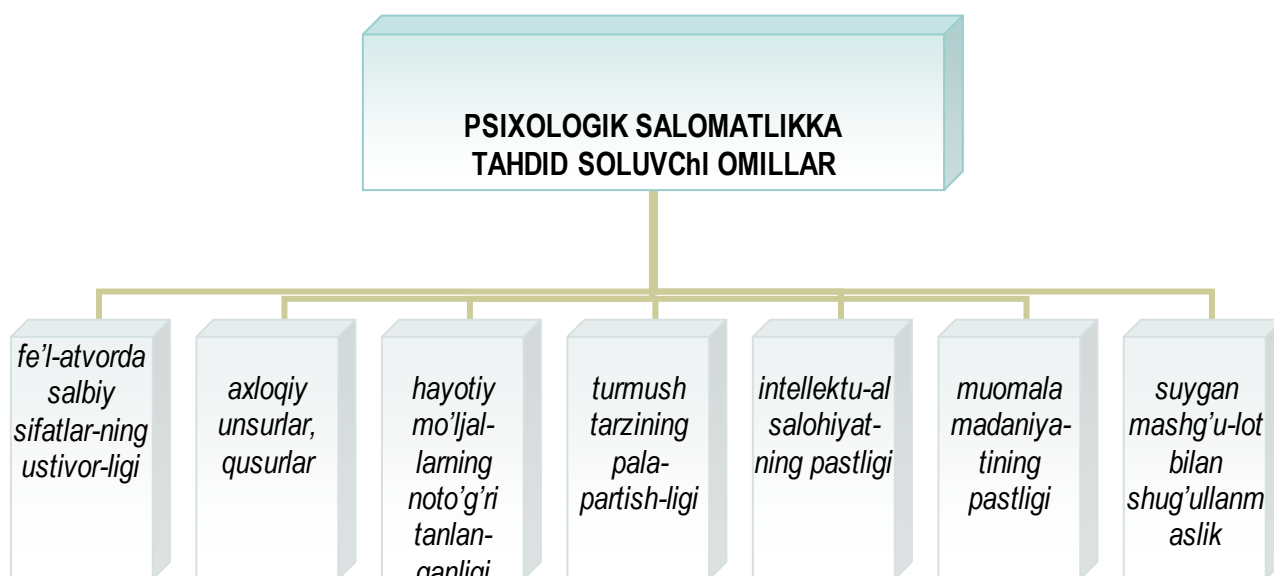 PSIXOLOGIK SALOMATLIKKA
TAHDID SOLUVChI OMILLAR
fe’l-atvorda
salbiy
sifatlar-ning
ustivor-ligi
axloqiy
unsurlar,
qusurlar
hayotiy
mo’ljal-
larning
noto’g’ri
tanlan-
ganligi
turmush
tarzining
pala-
partish-ligi
intellektu-al
salohiyat-
ning pastligi
muomala
madaniya-
tining
pastligi
suygan
mashg’u-lot
bilan
shug’ullanm
aslik